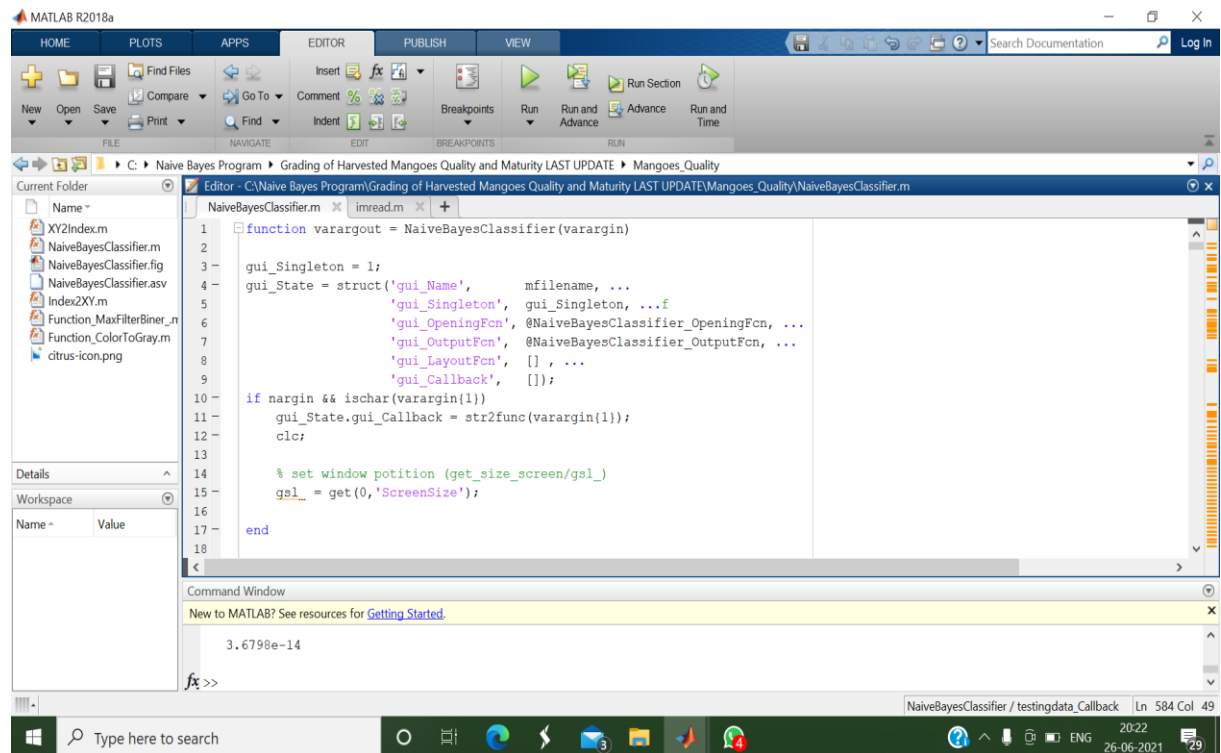 MATLAB R2018a
HOME PLOTS APPS EDITOR PUBLISH VIEW Search Documentation Log In
New Open Save Find Files Compare Print
Go To Find
Insert fx Comment Indent
Breakpoints
Run Run and Advance Run Section Advance Run and Time
FILE NAVIGATE EDIT BREAKPOINTS RUN
C: Naive Bayes Program Grading of Harvested Mangoes Quality and Maturity LAST UPDATE Mangoes_Quality
Current Folder
Name
XY2Index.m
NaiveBayesClassifier.m
NaiveBayesClassifier.fig
NaiveBayesClassifier.asv
Index2XY.m
Function_MaxFilterBiner_.m
Function_ColorToGray.m
citrus-icon.png
Details
Workspace
Name Value
Editor - C:\Naive Bayes Program\Grading of Harvested Mangoes Quality and Maturity LAST UPDATE\Mangoes_Quality\NaiveBayesClassifier.m
NaiveBayesClassifier.m imread.m +
1 function varargout = NaiveBayesClassifier(varargin)
2
3 - gui_Singleton = 1;
4 - gui_State = struct('gui_Name', mfilename, ...
5 'gui_Singleton', gui_Singleton, ...f
6 'gui_OpeningFcn', @NaiveBayesClassifier_OpeningFcn, ...
7 'gui_OutputFcn', @NaiveBayesClassifier_OutputFcn, ...
8 'gui_LayoutFcn', [] , ...
9 'gui_Callback', []);
10 - if nargin && ischar(varargin{1})
11 - gui_State.gui_Callback = str2func(varargin{1});
12 - clc;
13
14 % set window potition (get_size_screen/gsl_)
15 - gsl_ = get(0,'ScreenSize');
16
17 - end
18
Command Window
New to MATLAB? See resources for Getting Started.
3.6798e-14
fx >>
NaiveBayesClassifier / testingdata_Callback Ln 584 Col 49
Type here to search
3
4
ENG
20:22
26-06-2021
29